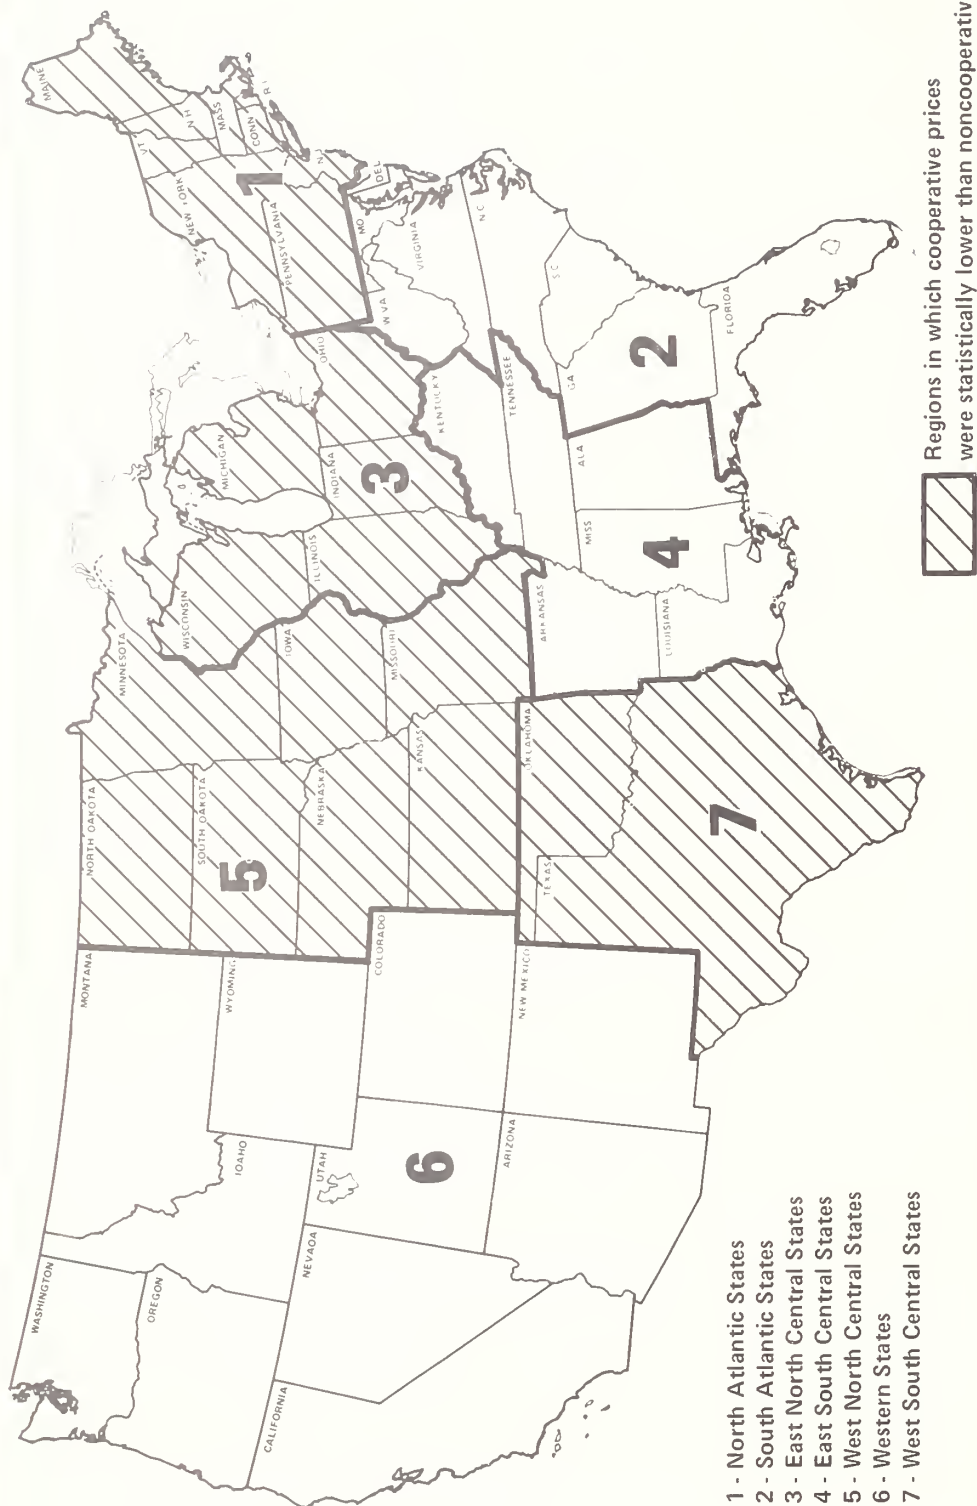 WASHINGTON
OREGON
CALIFORNIA
NEVADA
IDAHO
MONTANA
WYOMING
UTAH
COLORADO
ARIZONA
NEW MEXICO
6
NORTH DAKOTA
SOUTH DAKOTA
5
NEBRASKA
KANSAS
MINNESOTA
IOWA
MISSOURI
OKLAHOMA
TEXAS
7
WISCONSIN
MICHIGAN
ILLINOIS
INDIANA
OHIO
3
KENTUCKY
TENNESSEE
ARKANSAS
LOUISIANA
MISS
ALA
4
GA
FLORIDA
SC
NC
2
VIRGINIA
W VA
MD
DEL
NJ
PENNSYLVANIA
NEW YORK
1
CONN
RI
MASS
VT
NH
MAINE
1 - North Atlantic States
2 - South Atlantic States
3 - East North Central States
4 - East South Central States
5 - West North Central States
6 - Western States
7 - West South Central States
Regions in which cooperative prices
were statistically lower than noncooperativ